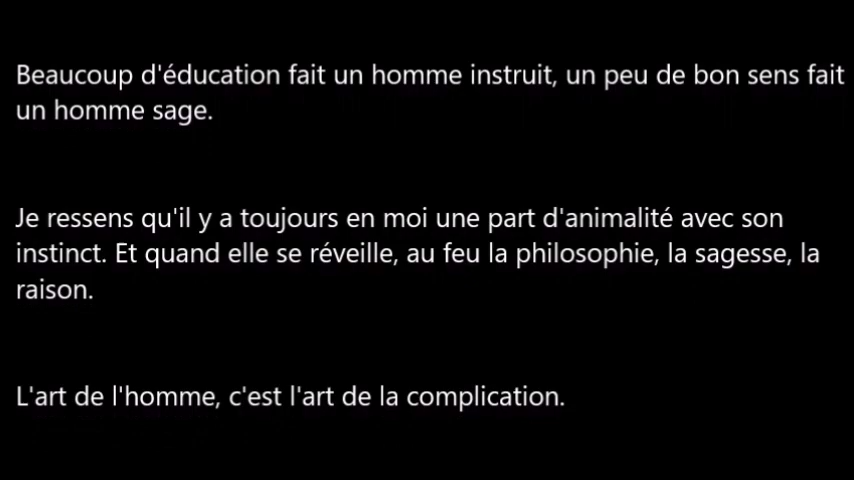 Beaucoup d'éducation fait un homme instruit, un peu de bon sens fait
un homme sage.
Je ressens qu'il y a toujours en moi une part d'animalité avec son
instinct. Et quand elle se réveille, au feu la philosophie, la sagesse, la
raison.
L'art de l'homme, c'est l'art de la complication.